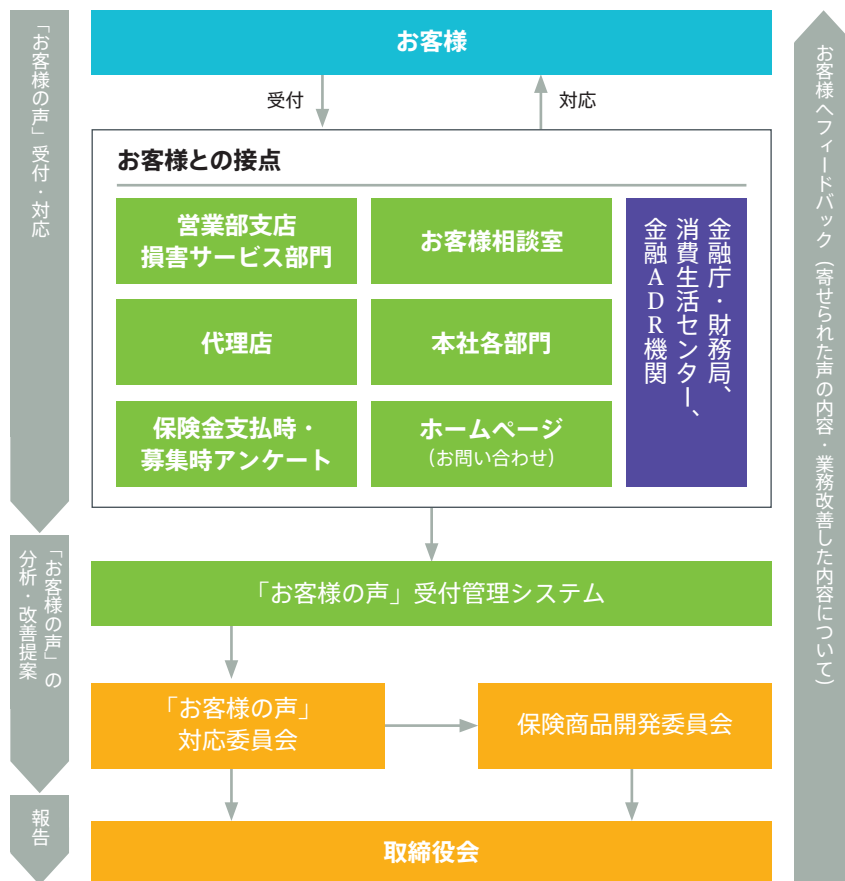 「お客様の声」受付・対応
お客様
受付
対応
お客様との接点
営業部支店
損害サービス部門
お客様相談室
代理店
本社各部門
保険金支払時・
募集時アンケート
ホームページ
(お問い合わせ)
金融庁・財務局、
消費生活センター、
金融ADR機関
「お客様の声」の
分析・改善提案
「お客様の声」受付管理システム
「お客様の声」
対応委員会
保険商品開発委員会
報告
取締役会
お客様へフィードバック(寄せられた声の内容・業務改善した内容について)